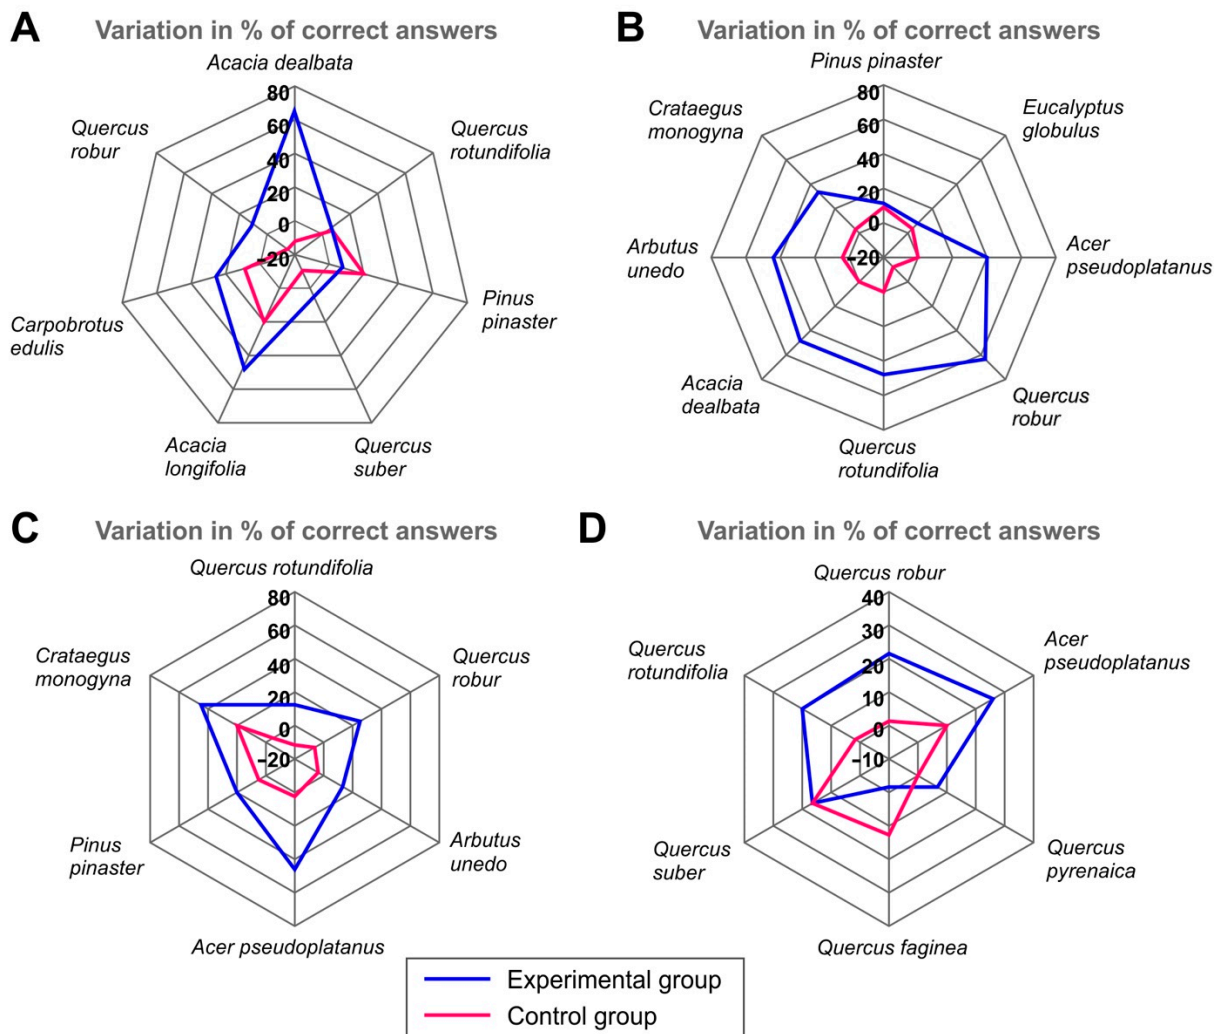 A
Variation in % of correct answers
Acacia dealbata
80
60
40
20
0
−20
Quercus
rotundifolia
Pinus
pinaster
Quercus
suber
Acacia
longifolia
Carpobrotus
edulis
Quercus
robur
B
Variation in % of correct answers
Pinus pinaster
80
60
40
20
0
−20
Eucalyptus
globulus
Acer
pseudoplatanus
Quercus
robur
Quercus
rotundifolia
Acacia
dealbata
Arbutus
unedo
Crataegus
monogyna
C
Variation in % of correct answers
Quercus rotundifolia
80
60
40
20
0
−20
Quercus
robur
Arbutus
unedo
Acer pseudoplatanus
Pinus
pinaster
Crataegus
monogyna
D
Variation in % of correct answers
Quercus robur
40
30
20
10
0
−10
Acer
pseudoplatanus
Quercus
pyrenaica
Quercus faginea
Quercus
suber
Quercus
rotundifolia
Experimental group
Control group